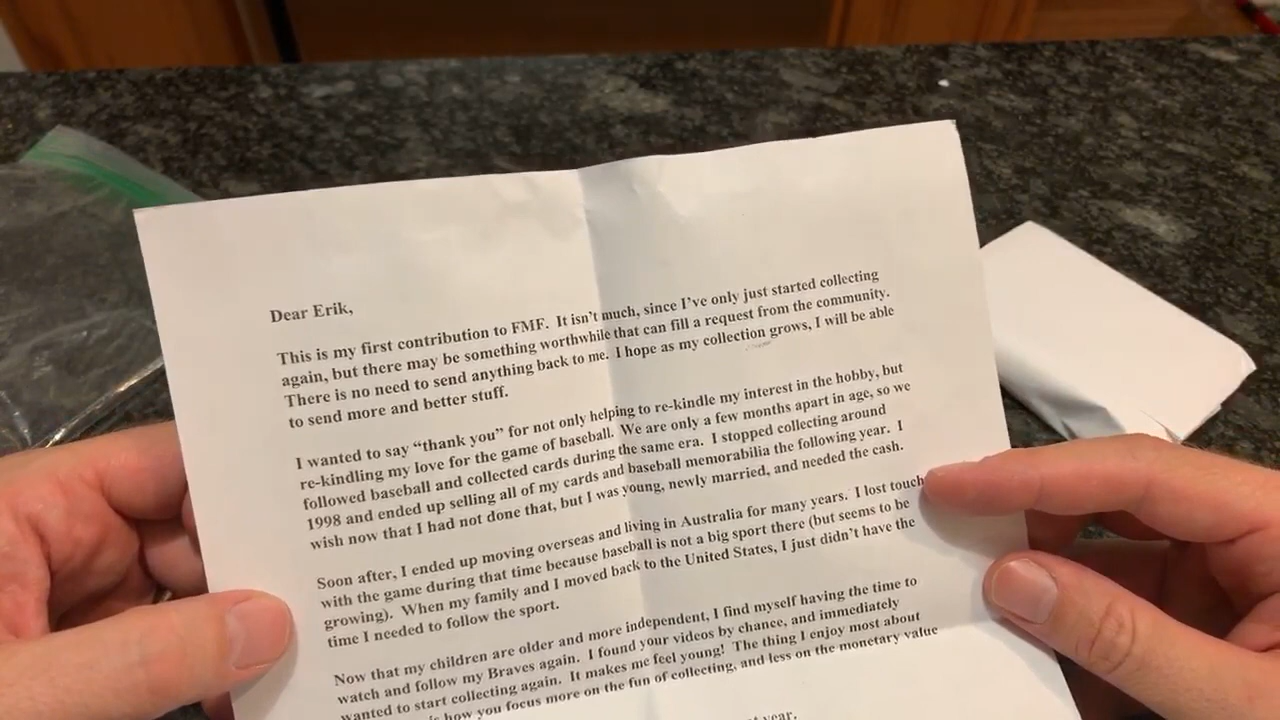 Dear Erik,
This is my first contribution to FMF. It isn't much, since I've only just started collecting
again, but there may be something worthwhile that can fill a request from the community.
There is no need to send anything back to me. I hope as my collection grows, I will be able
to send more and better stuff.
I wanted to say “thank you” for not only helping to re-kindle my interest in the hobby, but
re-kindling my love for the game of baseball. We are only a few months apart in age, so we
followed baseball and collected cards during the same era. I stopped collecting around
1998 and ended up selling all of my cards and baseball memorabilia the following year. I
wish now that I had not done that, but I was young, newly married, and needed the cash.
Soon after, I ended up moving overseas and living in Australia for many years. I lost touch
with the game during that time because baseball is not a big sport there (but seems to be
growing). When my family and I moved back to the United States, I just didn't have the
time I needed to follow the sport.
Now that my children are older and more independent, I find myself having the time to
watch and follow my Braves again. I found your videos by chance, and immediately
wanted to start collecting again. It makes me feel young! The thing I enjoy most about
how you focus more on the fun of collecting, and less on the monetary value
year.